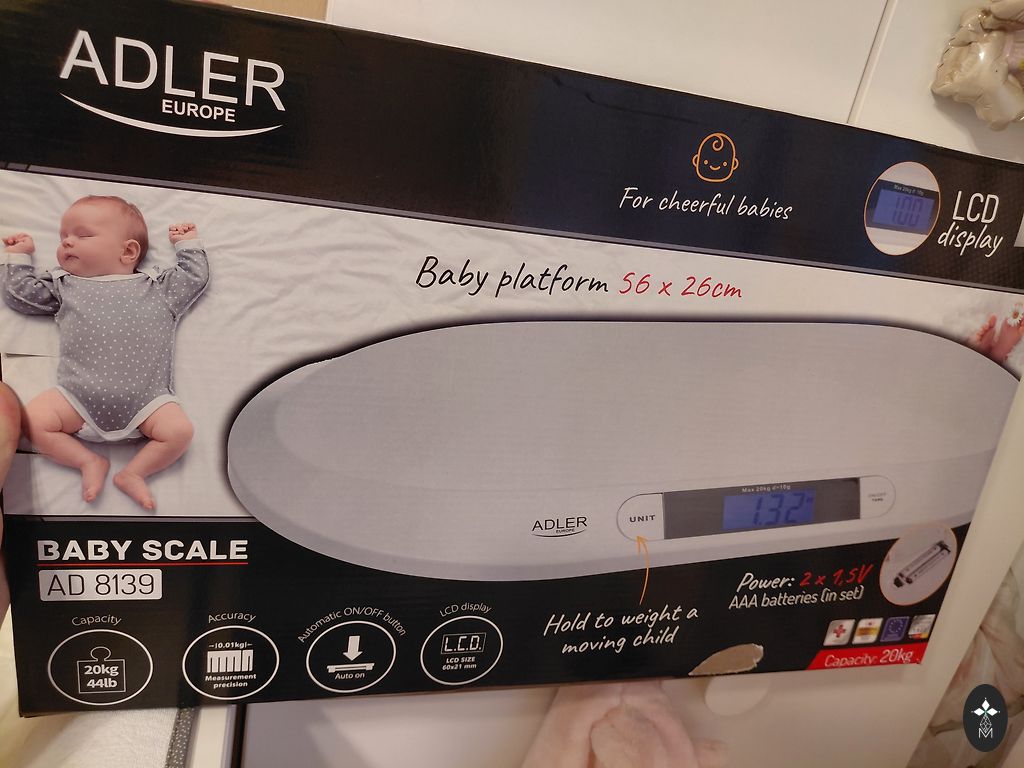 ADLER
EUROPE
For cheerful babies
LCD
display
Baby platform 56 x 26cm
Max 20kg d=10g
1.32
UNIT
ADLER
EUROPE
BABY SCALE
AD 8139
Power: 2 x 1,5V
AAA batteries (in set)
Hold to weight a
moving child
Capacity
20kg
44lb
Accuracy
0.01kg
Measurement
precision
Automatic ON/OFF button
Auto on
LCD display
L.C.D.
LCD SIZE
60x21 mm
Capacity: 20kg
M